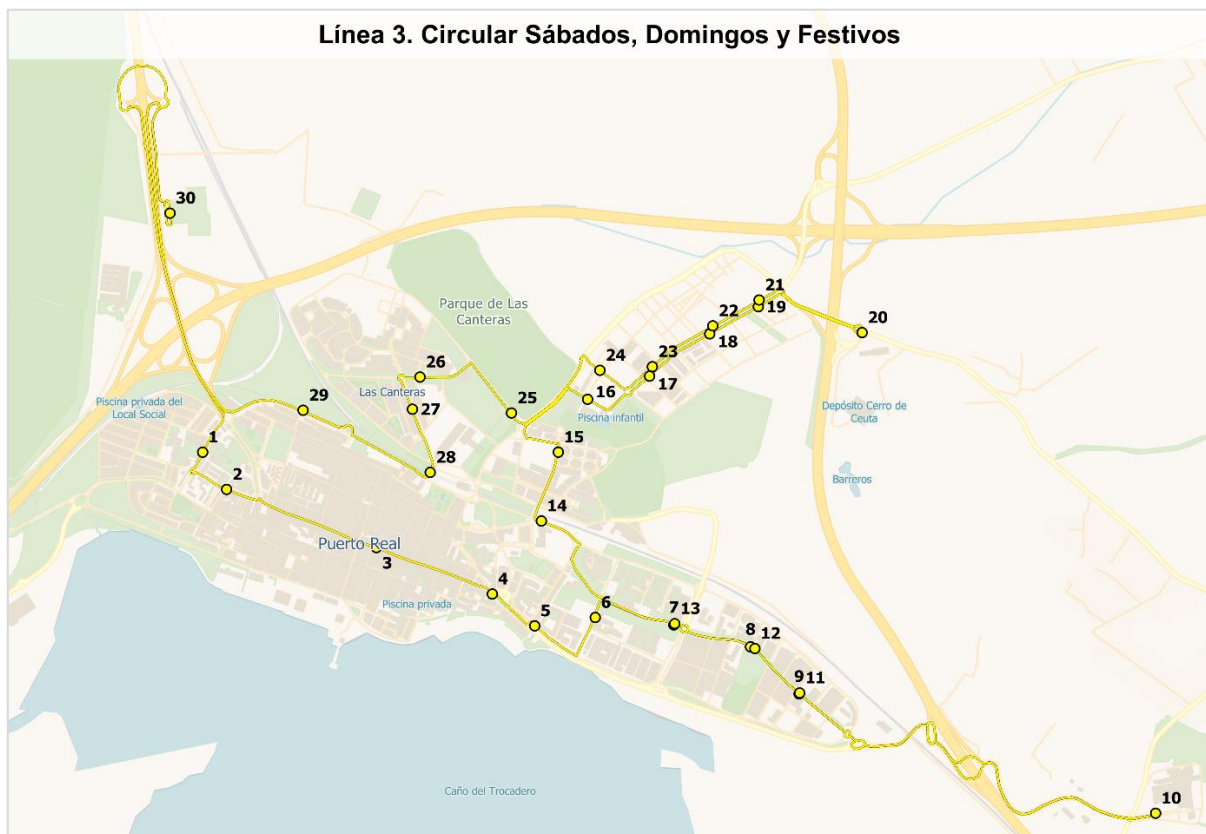 Línea 3. Circular Sábados, Domingos y Festivos
30
Parque de Las
Canteras
21
22
19
18
20
23
24
17
26
16
Las Canteras
Piscina privada del
Local Social
29
27
25
Piscina infantil
Depósito Cerro de
Ceuta
1
15
28
2
Barreros
14
Puerto Real
3
4
Piscina privada
5
6
7 13
8 12
9 11
Caño del Trocadero
10